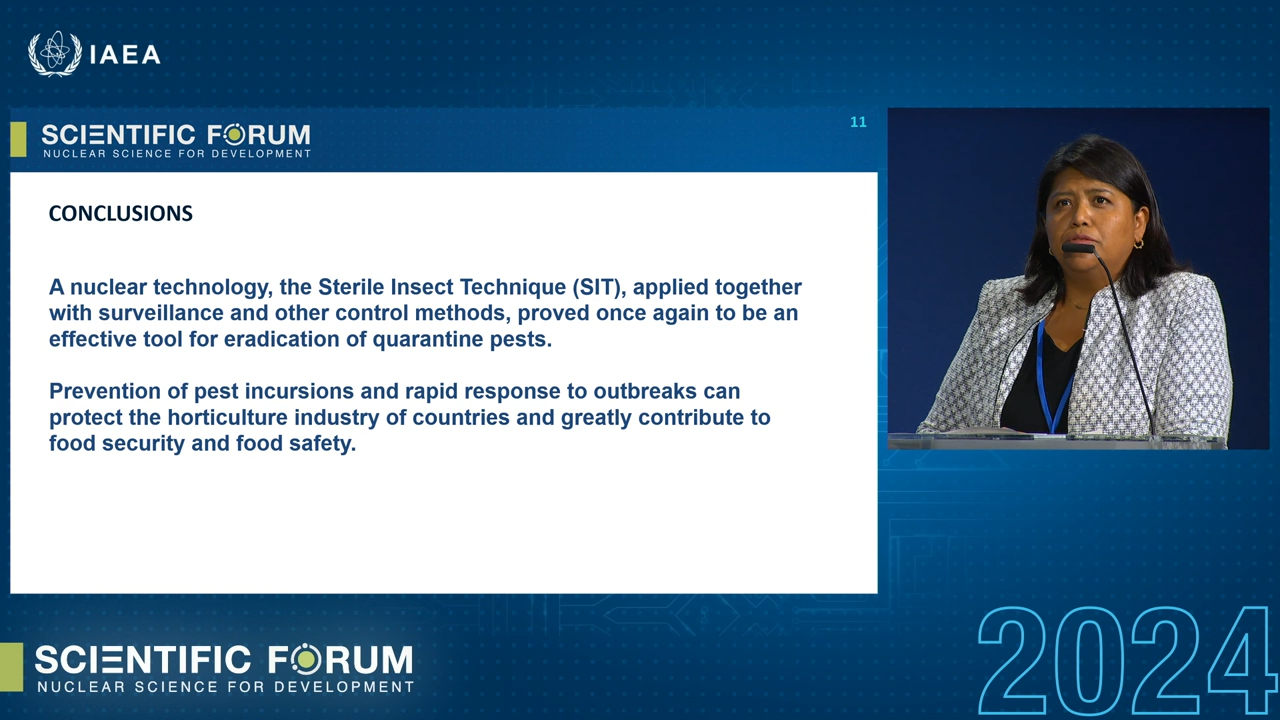 IAEA
SCIENTIFIC FORUM
NUCLEAR SCIENCE FOR DEVELOPMENT
11
CONCLUSIONS
A nuclear technology, the Sterile Insect Technique (SIT), applied together
with surveillance and other control methods, proved once again to be an
effective tool for eradication of quarantine pests.
Prevention of pest incursions and rapid response to outbreaks can
protect the horticulture industry of countries and greatly contribute to
food security and food safety.
SCIENTIFIC FORUM
NUCLEAR SCIENCE FOR DEVELOPMENT
2024